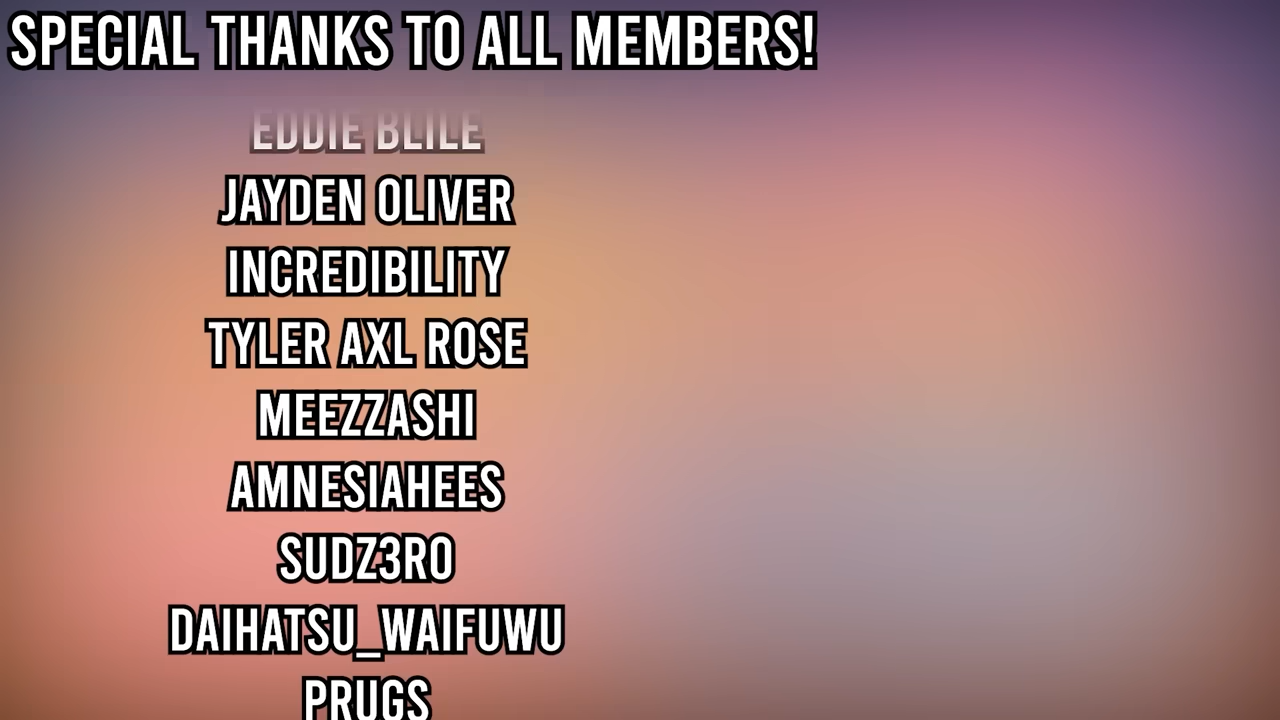 SPECIAL THANKS TO ALL MEMBERS!
EDDIE BLILE
JAYDEN OLIVER
INCREDIBILITY
TYLER AXL ROSE
MEEZZASHI
AMNESIAHEES
SUDZ3RO
DAIHATSU_WAIFUWU
PRUGS